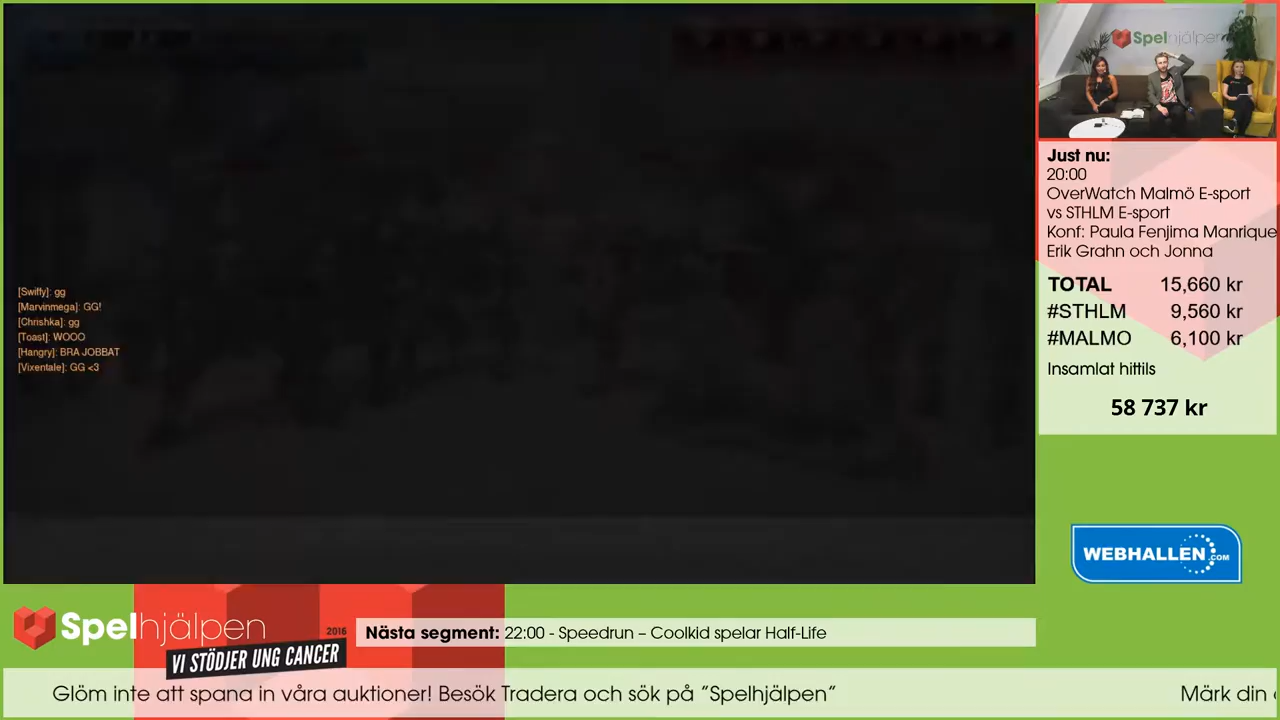 Spelhjälpen
Just nu:
20:00
OverWatch Malmö E-sport
vs STHLM E-sport
Konf: Paula Fenjima Manrique
Erik Grahn och Jonna
TOTAL 15,660 kr
#STHLM 9,560 kr
#MALMO 6,100 kr
Insamlat hittils
58 737 kr
[Swiffy]: gg
[Marvinmega]: GG!
[Chrishka]: gg
[Toast]: WOOO
[Hangry]: BRA JOBBAT
[Vixentale]: GG <3
WEBHALLEN.COM
Spelhjälpen
2016
VI STÖDJER UNG CANCER
Nästa segment: 22:00 - Speedrun – Coolkid spelar Half-Life
Glöm inte att spana in våra auktioner! Besök Tradera och sök på ”Spelhjälpen” Märk din